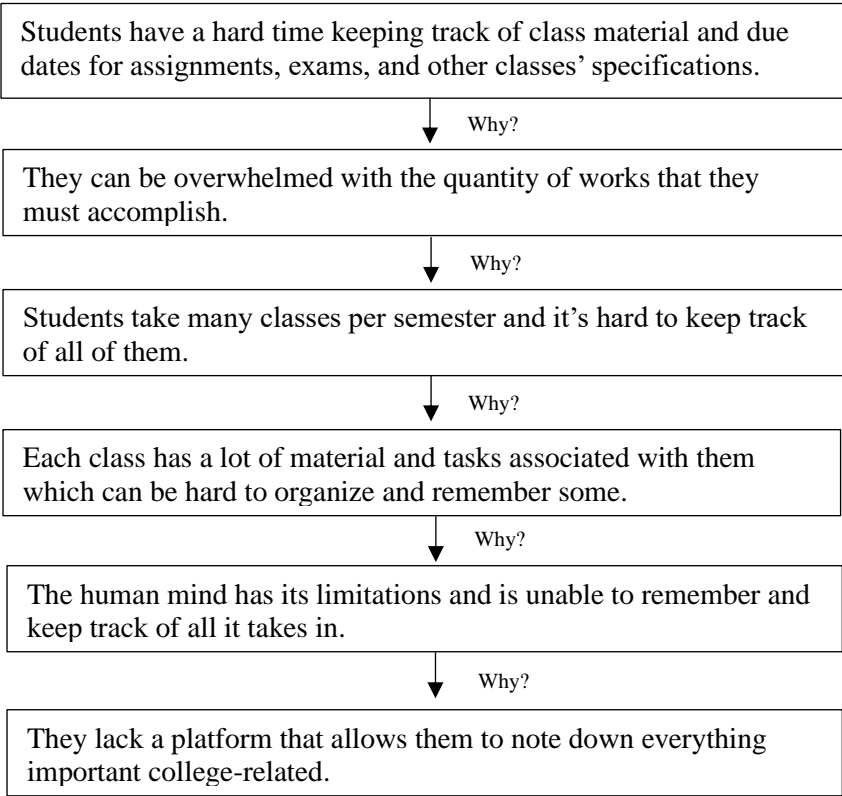 Students have a hard time keeping track of class material and due
dates for assignments, exams, and other classes’ specifications.
Why?
They can be overwhelmed with the quantity of works that they
must accomplish.
Why?
Students take many classes per semester and it’s hard to keep track
of all of them.
Why?
Each class has a lot of material and tasks associated with them
which can be hard to organize and remember some.
Why?
The human mind has its limitations and is unable to remember and
keep track of all it takes in.
Why?
They lack a platform that allows them to note down everything
important college-related.